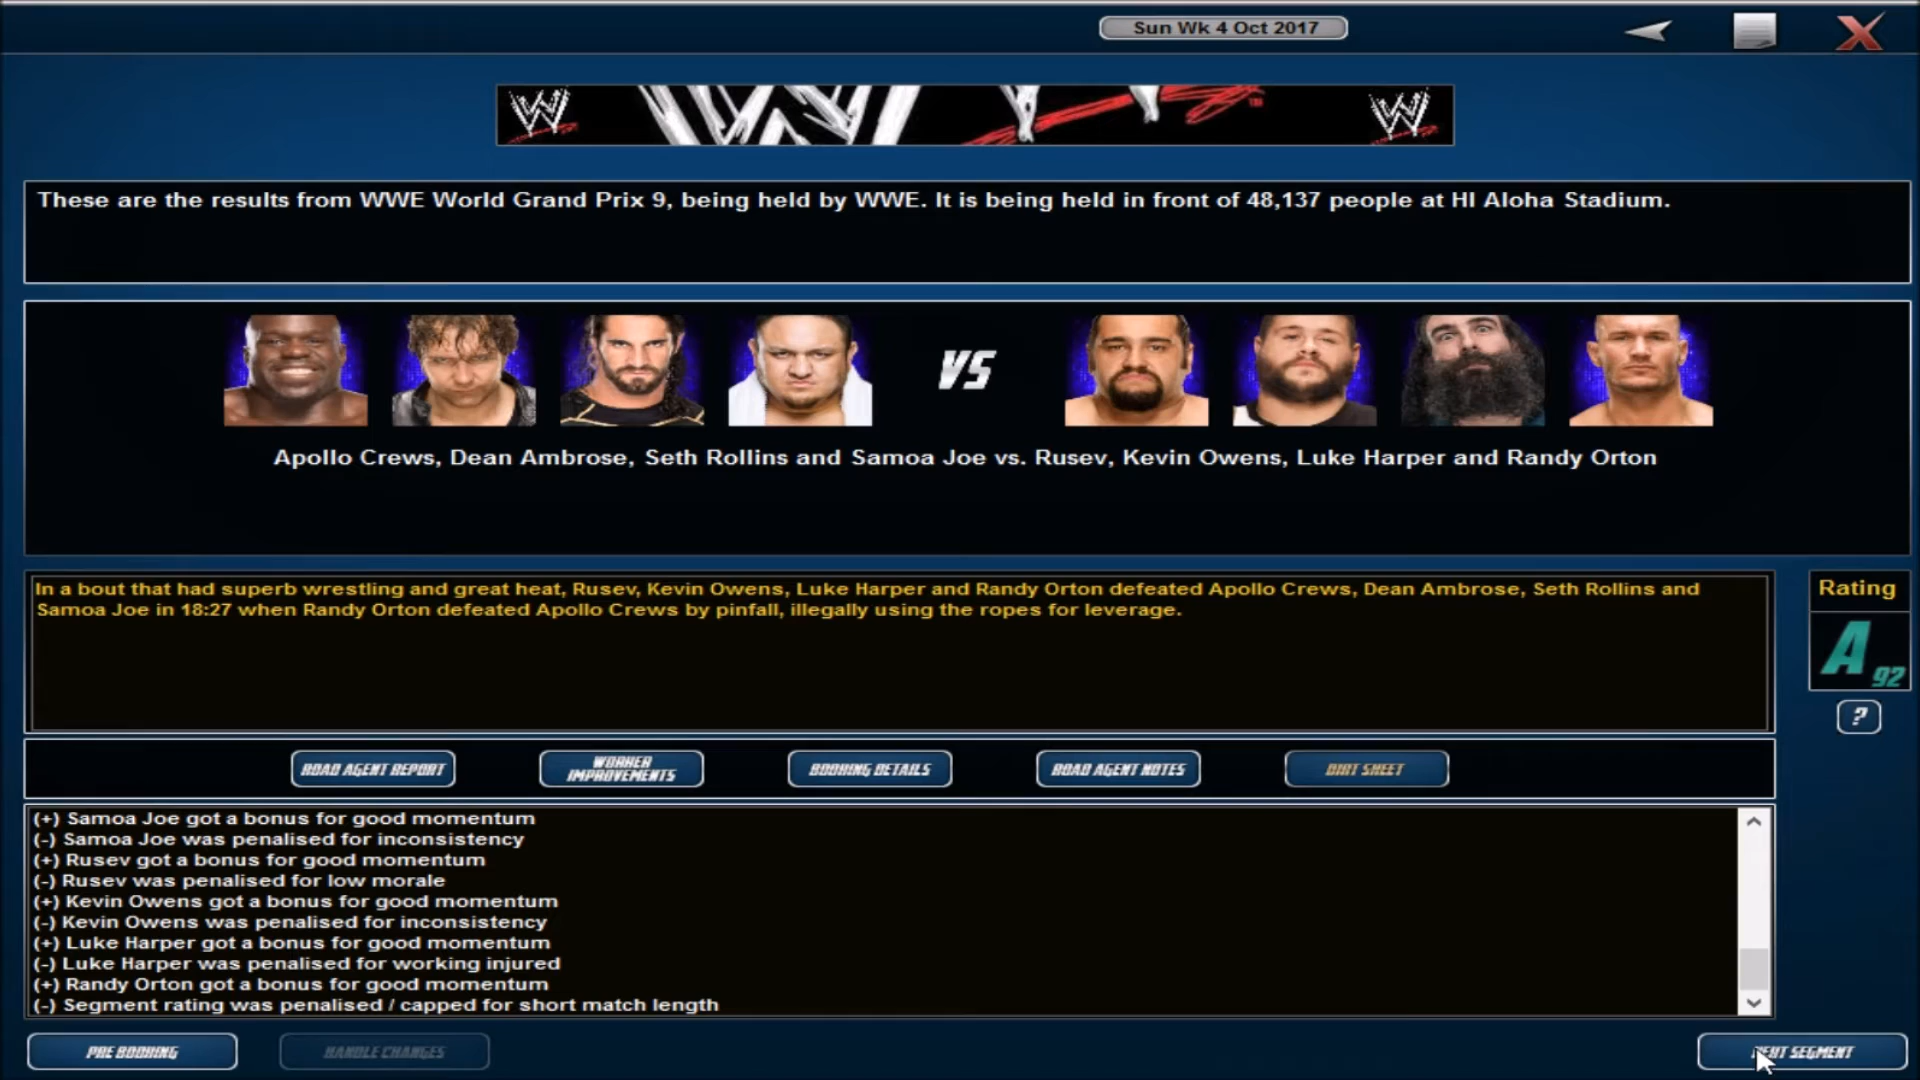 Sun Wk 4 Oct 2017
These are the results from WWE World Grand Prix 9, being held by WWE. It is being held in front of 48,137 people at HI Aloha Stadium.
VS
Apollo Crews, Dean Ambrose, Seth Rollins and Samoa Joe vs. Rusev, Kevin Owens, Luke Harper and Randy Orton
In a bout that had superb wrestling and great heat, Rusev, Kevin Owens, Luke Harper and Randy Orton defeated Apollo Crews, Dean Ambrose, Seth Rollins and
Samoa Joe in 18:27 when Randy Orton defeated Apollo Crews by pinfall, illegally using the ropes for leverage.
Rating
A 92
?
ROAD AGENT REPORT
WORKER
IMPROVEMENTS
BOOKING DETAILS
ROAD AGENT NOTES
DIRT SHEET
(+) Samoa Joe got a bonus for good momentum
(-) Samoa Joe was penalised for inconsistency
(+) Rusev got a bonus for good momentum
(-) Rusev was penalised for low morale
(+) Kevin Owens got a bonus for good momentum
(-) Kevin Owens was penalised for inconsistency
(+) Luke Harper got a bonus for good momentum
(-) Luke Harper was penalised for working injured
(+) Randy Orton got a bonus for good momentum
(-) Segment rating was penalised / capped for short match length
PRE BOOKING
HANDLE CHANGES
NEXT SEGMENT